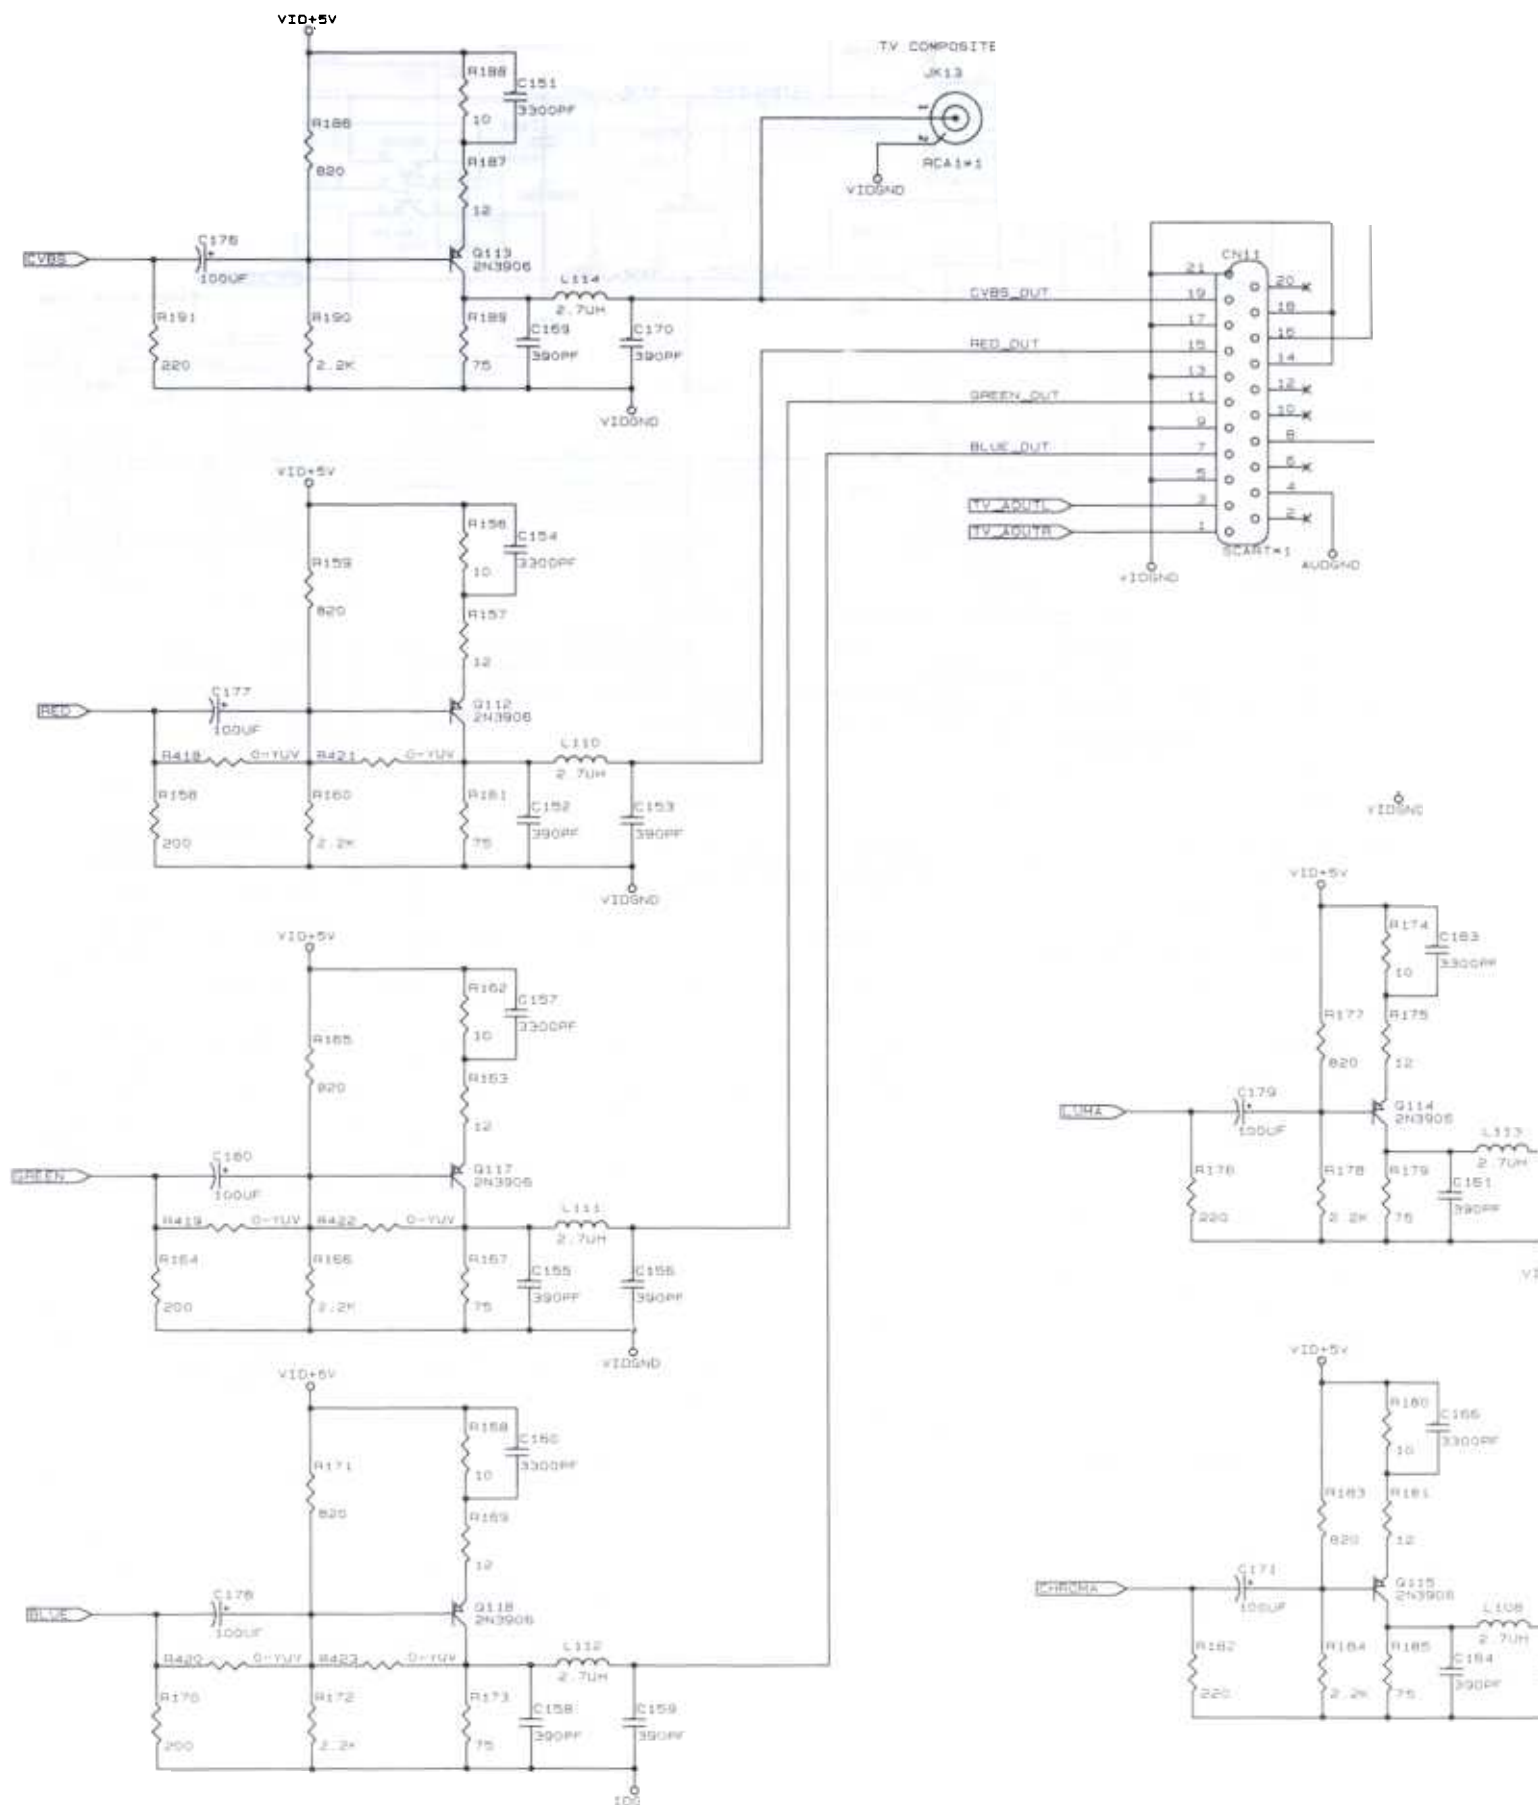 VID+5V
TV COMPOSITE
JK13
1
2
RCA1*1
VIDGND
R188
10
C151
3300PF
R186
820
R187
12
CVBS
C176
100UF
Q113
2N3906
L114
2.7UH
R191
220
R190
2.2K
R189
75
C169
390PF
C170
390PF
VIDGND
CN11
CVBS_OUT
RED_OUT
GREEN_OUT
BLUE_OUT
TV_AOUTL
TV_AOUTR
21
19
17
15
13
11
9
7
5
3
1
20
18
16
14
12
10
8
6
4
2
SCART*1
VIDGND
AUDGND
VID+5V
R156
10
C154
3300PF
R159
820
R157
12
RED
C177
100UF
Q112
2N3906
R418
0-YUV
R421
0-YUV
L110
2.7UH
R158
200
R160
2.2K
R161
75
C152
390PF
C153
390PF
VIDGND
VIDGND
VID+5V
R162
10
C157
3300PF
R165
820
R163
12
GREEN
C180
100UF
Q117
2N3906
R419
0-YUV
R422
0-YUV
L111
2.7UH
R164
200
R166
2.2K
R167
75
C155
390PF
C156
390PF
VIDGND
VID+5V
R174
10
C163
3300PF
R177
820
R175
12
LUMA
C179
100UF
Q114
2N3906
L113
2.7UH
R176
220
R178
2.2K
R179
75
C161
390PF
VI
VID+5V
R168
10
C160
3300PF
R171
820
R169
12
BLUE
C178
100UF
Q118
2N3906
R420
0-YUV
R423
0-YUV
L112
2.7UH
R170
200
R172
2.2K
R173
75
C158
390PF
C159
390PF
VID+5V
R180
10
C166
3300PF
R183
820
R181
12
CHROMA
C171
100UF
Q115
2N3906
L108
2.7UH
R182
220
R184
2.2K
R185
75
C164
390PF